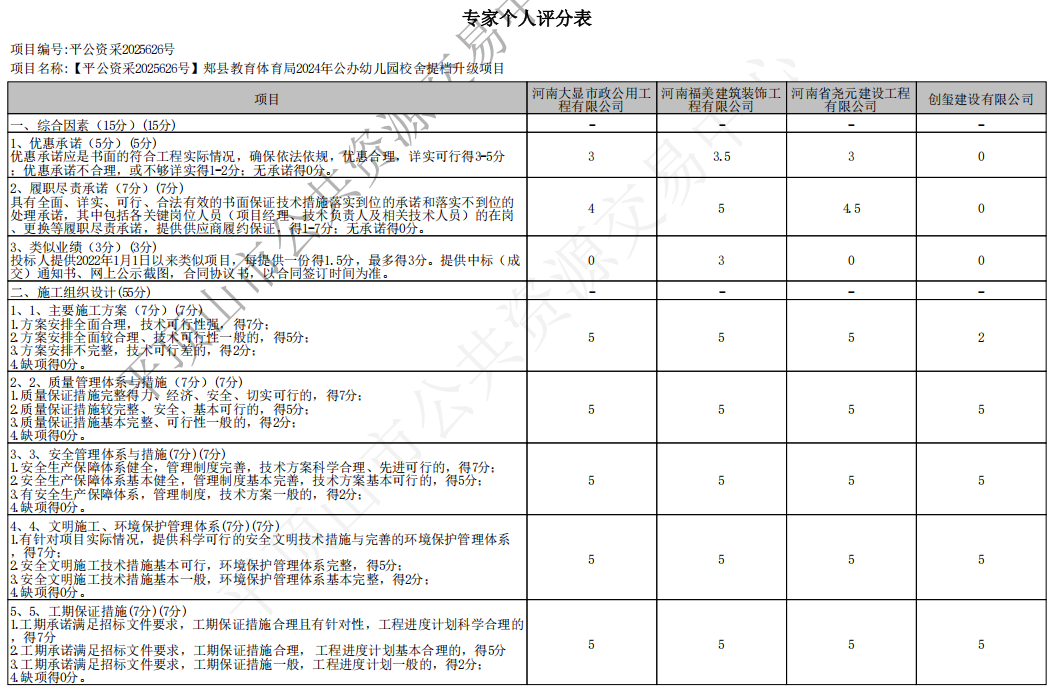 专家个人评分表
项目编号:平公资采2025626号
项目名称:【平公资采2025626号】郏县教育体育局2024年公办幼儿园校舍提档升级项目
项目 河南大显市政公用工程有限公司 河南福美建筑装饰工程有限公司 河南省尧元建设工程有限公司 创玺建设有限公司
一、综合因素（15分）(15分) - - - -
1、优惠承诺（5分）(5分)
优惠承诺应是书面的符合工程实际情况，确保依法依规，优惠合理，详实可行得3-5分
；优惠承诺不合理，或不够详实得1-2分；无承诺得0分。
3 3.5 3 0
2、履职尽责承诺（7分）(7分)
具有全面、详实、可行、合法有效的书面保证技术措施落实到位的承诺和落实不到位的
处理承诺，其中包括各关键岗位人员（项目经理、技术负责人及相关技术人员）的在岗
、更换等履职尽责承诺，提供供应商履约保证，得1-7分；无承诺得0分。
4 5 4.5 0
3、类似业绩（3分）(3分)
投标人提供2022年1月1日以来类似项目，每提供一份得1.5分，最多得3分。提供中标（成
交）通知书、网上公示截图，合同协议书，以合同签订时间为准。
0 3 0 0
二、施工组织设计(55分) - - - -
1、1、主要施工方案（7分）(7分)
1.方案安排全面合理，技术可行性强，得7分；
2.方案安排全面较合理、技术可行性一般的，得5分；
3.方案安排不完整，技术可行差的，得2分；
4.缺项得0分。
5 5 5 2
2、2、质量管理体系与措施（7分）(7分)
1.质量保证措施完整得力，经济、安全、切实可行的，得7分；
2.质量保证措施较完整、安全、基本可行的，得5分；
3.质量保证措施基本完整、可行性一般的，得2分；
4.缺项得0分。
5 5 5 5
3、3、安全管理体系与措施(7分)(7分)
1.安全生产保障体系健全，管理制度完善，技术方案科学合理、先进可行的，得7分；
2.安全生产保障体系基本健全，管理制度基本完善，技术方案基本可行的，得5分；
3.有安全生产保障体系，管理制度，技术方案一般的，得2分；
4.缺项得0分。
5 5 5 5
4、4、文明施工、环境保护管理体系(7分)(7分)
1.有针对项目实际情况，提供科学可行的安全文明技术措施与完善的环境保护管理体系
，得7分；
2.安全文明施工技术措施基本可行，环境保护管理体系完整，得5分；
3.安全文明施工技术措施基本一般，环境保护管理体系基本完整，得2分；
4.缺项得0分。
5 5 5 5
5、5、工期保证措施(7分)(7分)
1.工期承诺满足招标文件要求，工期保证措施合理且有针对性，工程进度计划科学合理的
，得7分
2.工期承诺满足招标文件要求，工期保证措施合理，工程进度计划基本合理的，得5分
3.工期承诺满足招标文件要求，工期保证措施一般，工程进度计划一般的，得2分；
4.缺项得0分。
5 5 5 5
平顶山市公共资源交易中心
平顶山市公共资源交易中心